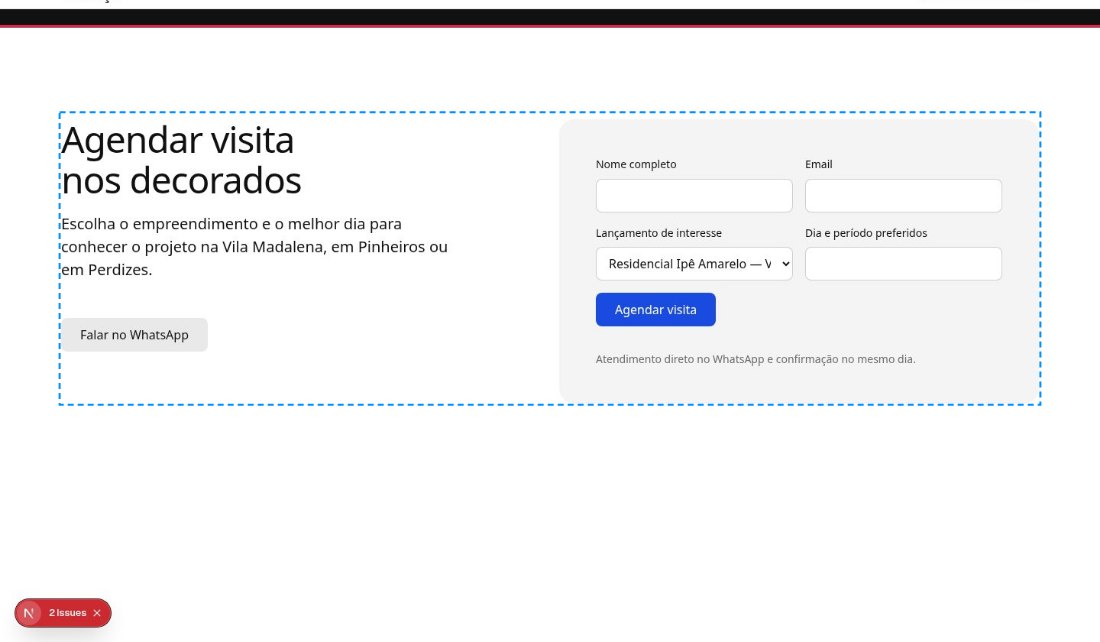 Agendar visita
nos decorados
Escolha o empreendimento e o melhor dia para
conhecer o projeto na Vila Madalena, em Pinheiros ou
em Perdizes.
Falar no WhatsApp
Nome completo
Email
Lançamento de interesse
Dia e período preferidos
Residencial Ipê Amarelo — V
Agendar visita
Atendimento direto no WhatsApp e confirmação no mesmo dia.
N
2 Issues